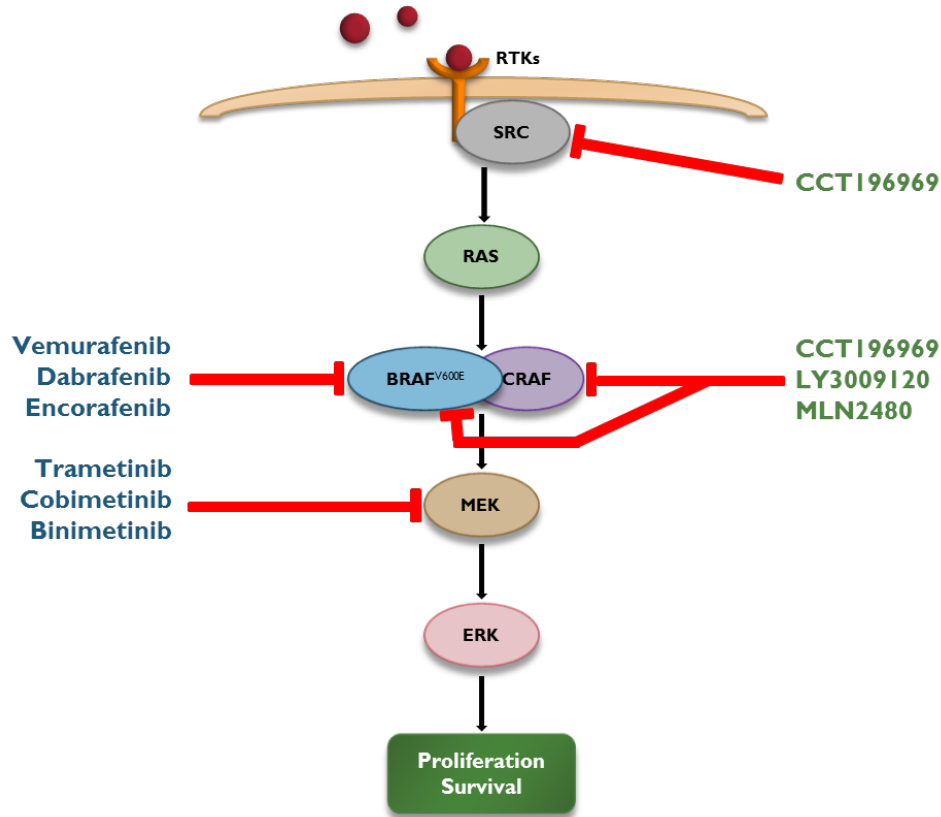 RTKs
SRC
CCT196969
RAS
Vemurafenib
Dabrafenib
Encorafenib
BRAFV600E
CRAF
CCT196969
LY3009120
MLN2480
Trametinib
Cobimetinib
Binimetinib
MEK
ERK
Proliferation
Survival